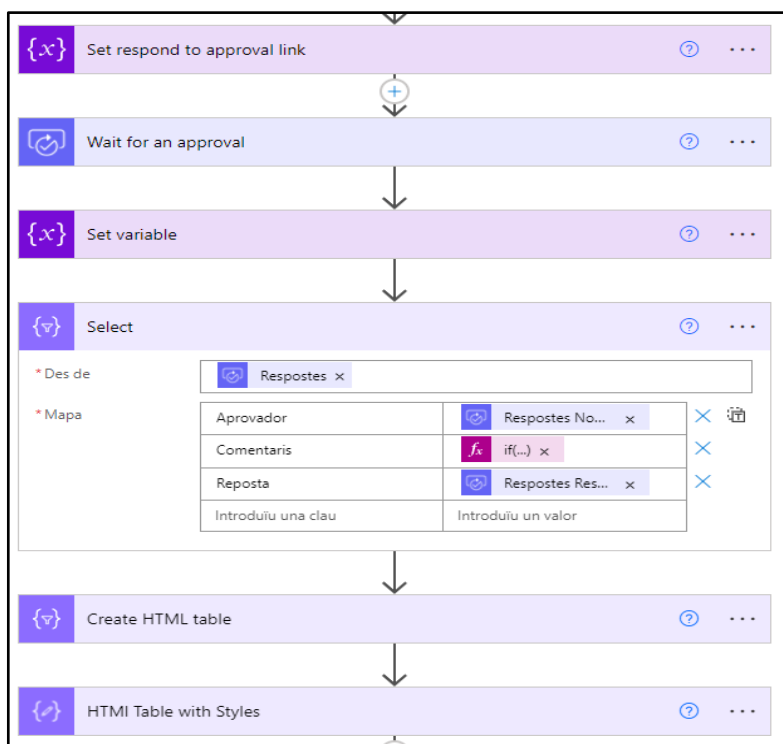 {x} Set respond to approval link
Wait for an approval
{x} Set variable
Select
* Des de Respostes ×
* Mapa Aprovador Respostes No... ×
Comentaris fx if(...) ×
Reposta Respostes Res... ×
Introduïu una clau Introduïu un valor
Create HTML table
HTMl Table with Styles